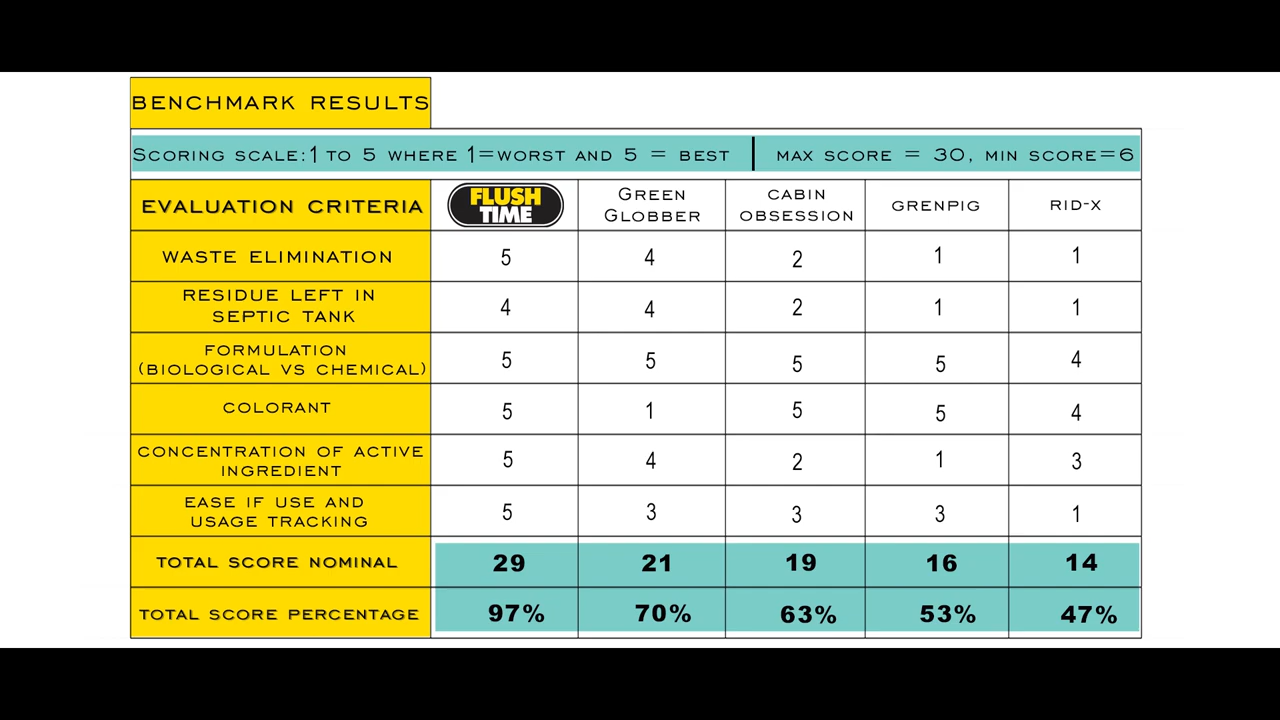 BENCHMARK RESULTS
SCORING SCALE:1 TO 5 WHERE 1=WORST AND 5 = BEST | MAX SCORE = 30, MIN SCORE=6
EVALUATION CRITERIA FLUSH TIME GREEN GLOBBER CABIN OBSESSION GRENPIG RID-X
WASTE ELIMINATION 5 4 2 1 1
RESIDUE LEFT IN SEPTIC TANK 4 4 2 1 1
FORMULATION (BIOLOGICAL VS CHEMICAL) 5 5 5 5 4
COLORANT 5 1 5 5 4
CONCENTRATION OF ACTIVE INGREDIENT 5 4 2 1 3
EASE IF USE AND USAGE TRACKING 5 3 3 3 1
TOTAL SCORE NOMINAL 29 21 19 16 14
TOTAL SCORE PERCENTAGE 97% 70% 63% 53% 47%